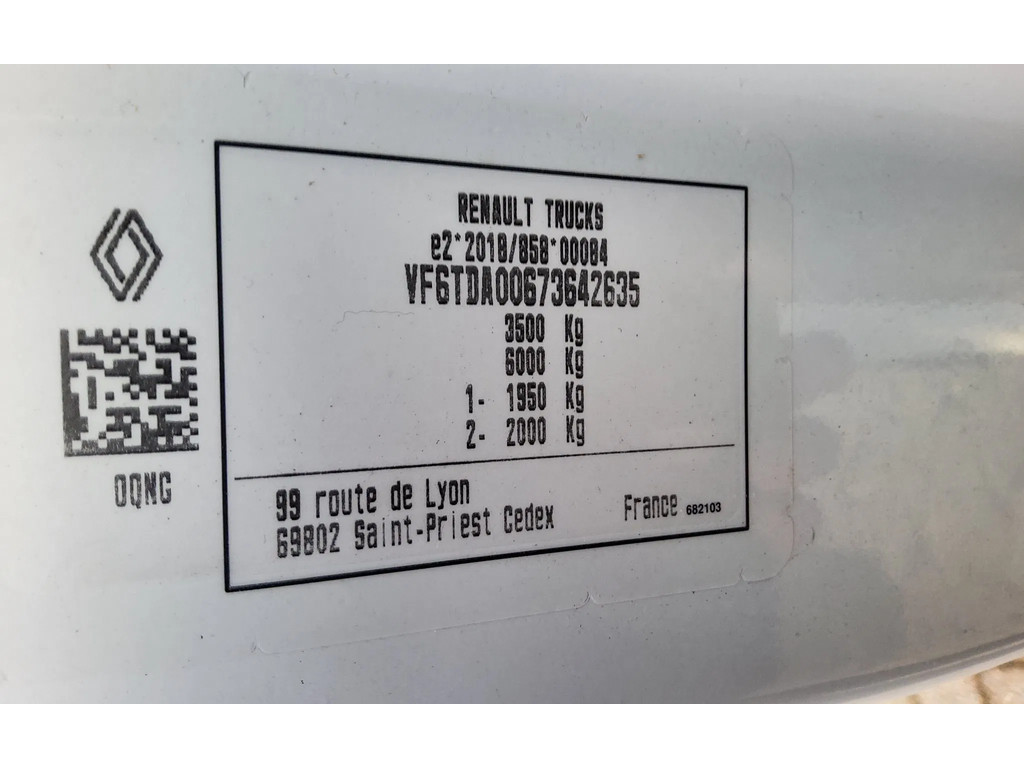 RENAULT TRUCKS
e2*2018/858*00084
VF6TDA00673642635
3500 Kg
6000 Kg
1- 1950 Kg
2- 2000 Kg
0QNG
99 route de Lyon
69802 Saint-Priest Cedex
France 682103